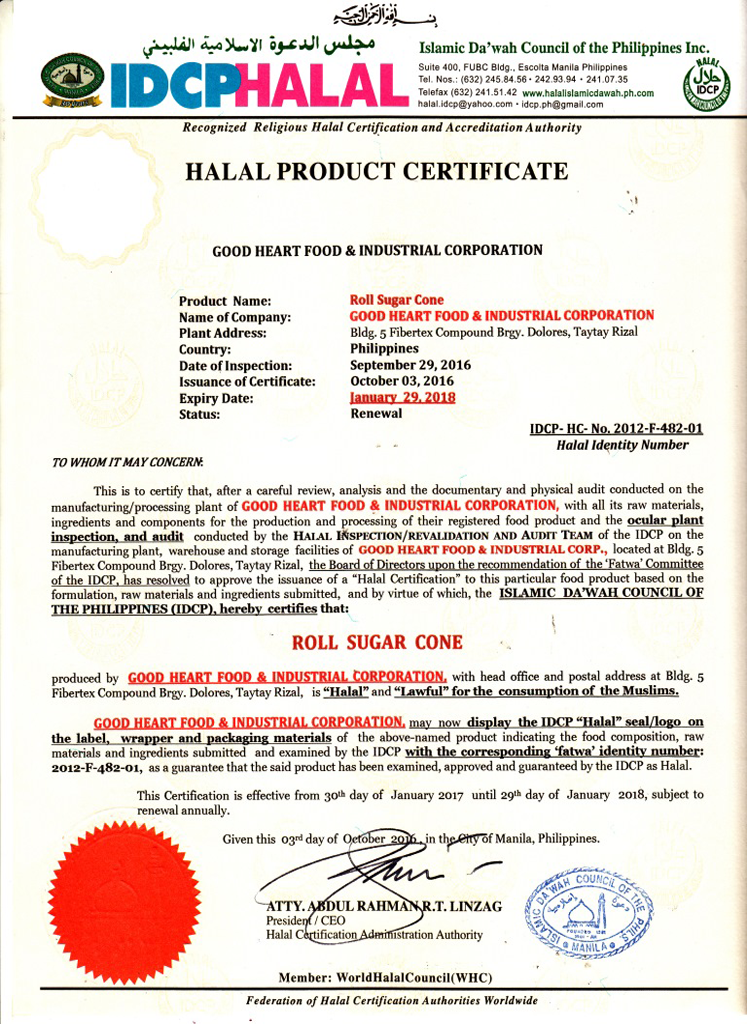 بسم الله الرحمن الرحيم
مجلس الدعوة الاسلامية الفلبيني
IDCPHALAL
Islamic Da'wah Council of the Philippines Inc.
Suite 400, FUBC Bldg., Escolta Manila Philippines
Tel. Nos.: (632) 245.84.56 • 242.93.94 • 241.07.35
Telefax (632) 241.51.42 www.halalislamicdawah.ph.com
halal.idcp@yahoo.com • idcp.ph@gmail.com
HALAL
حلال
IDCP
Recognized Religious Halal Certification and Accreditation Authority
HALAL PRODUCT CERTIFICATE
GOOD HEART FOOD & INDUSTRIAL CORPORATION
Product Name: Roll Sugar Cone
Name of Company: GOOD HEART FOOD & INDUSTRIAL CORPORATION
Plant Address: Bldg. 5 Fibertex Compound Brgy. Dolores, Taytay Rizal
Country: Philippines
Date of Inspection: September 29, 2016
Issuance of Certificate: October 03, 2016
Expiry Date: January 29, 2018
Status: Renewal
IDCP- HC- No. 2012-F-482-01
Halal Identity Number
TO WHOM IT MAY CONCERN:
This is to certify that, after a careful review, analysis and the documentary and physical audit conducted on the
manufacturing/processing plant of GOOD HEART FOOD & INDUSTRIAL CORPORATION, with all its raw materials,
ingredients and components for the production and processing of their registered food product and the ocular plant
inspection, and audit conducted by the HALAL INSPECTION/REVALIDATION AND AUDIT TEAM of the IDCP on the
manufacturing plant, warehouse and storage facilities of GOOD HEART FOOD & INDUSTRIAL CORP., located at Bldg. 5
Fibertex Compound Brgy. Dolores, Taytay Rizal, the Board of Directors upon the recommendation of the 'Fatwa' Committee
of the IDCP, has resolved to approve the issuance of a "Halal Certification" to this particular food product based on the
formulation, raw materials and ingredients submitted, and by virtue of which, the ISLAMIC DA'WAH COUNCIL OF
THE PHILIPPINES (IDCP), hereby certifies that:
ROLL SUGAR CONE
produced by GOOD HEART FOOD & INDUSTRIAL CORPORATION, with head office and postal address at Bldg. 5
Fibertex Compound Brgy. Dolores, Taytay Rizal, is "Halal" and "Lawful" for the consumption of the Muslims.
GOOD HEART FOOD & INDUSTRIAL CORPORATION, may now display the IDCP "Halal" seal/logo on
the label, wrapper and packaging materials of the above-named product indicating the food composition, raw
materials and ingredients submitted and examined by the IDCP with the corresponding 'fatwa' identity number:
2012-F-482-01, as a guarantee that the said product has been examined, approved and guaranteed by the IDCP as Halal.
This Certification is effective from 30th day of January 2017 until 29th day of January 2018, subject to
renewal annually.
Given this 03rd day of October 2016, in the City of Manila, Philippines.
ATTY. ABDUL RAHMAN R.T. LINZAG
President / CEO
Halal Certification Administration Authority
ISLAMIC DA'WAH COUNCIL OF THE PHILS.
MANILA
Member: WorldHalalCouncil(WHC)
Federation of Halal Certification Authorities Worldwide